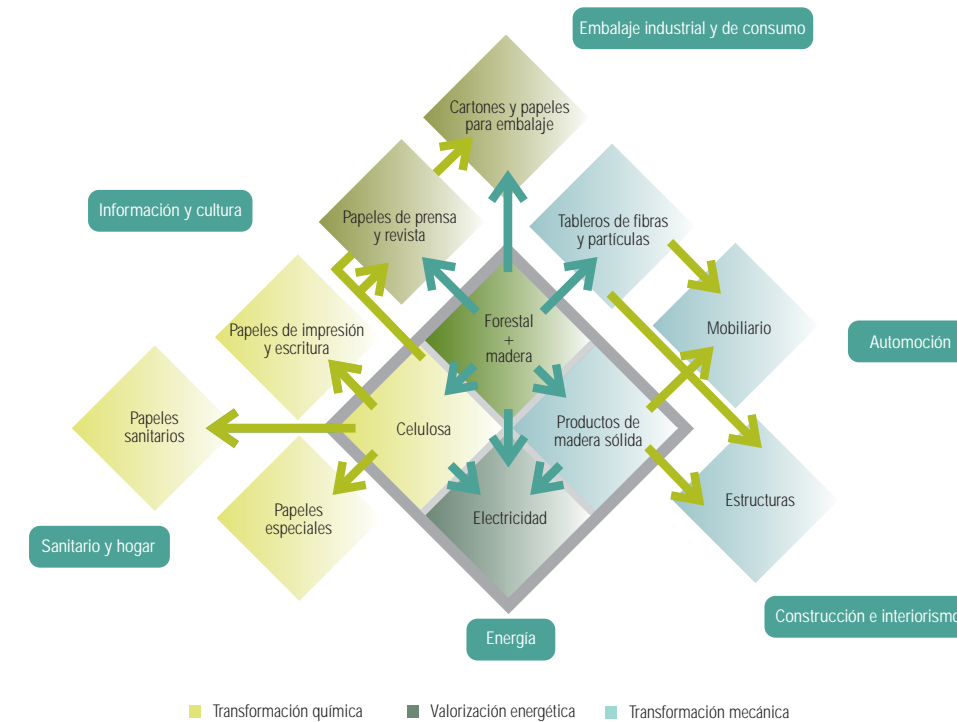 Embalaje industrial y de consumo
Cartones y papeles
para embalaje
Información y cultura
Papeles de prensa
y revista
Tableros de fibras
y partículas
Papeles de impresión
y escritura
Forestal
+
madera
Mobiliario
Automoción
Papeles
sanitarios
Celulosa
Productos de
madera sólida
Papeles
especiales
Electricidad
Estructuras
Sanitario y hogar
Construcción e interiorismo
Energía
Transformación química
Valorización energética
Transformación mecánica